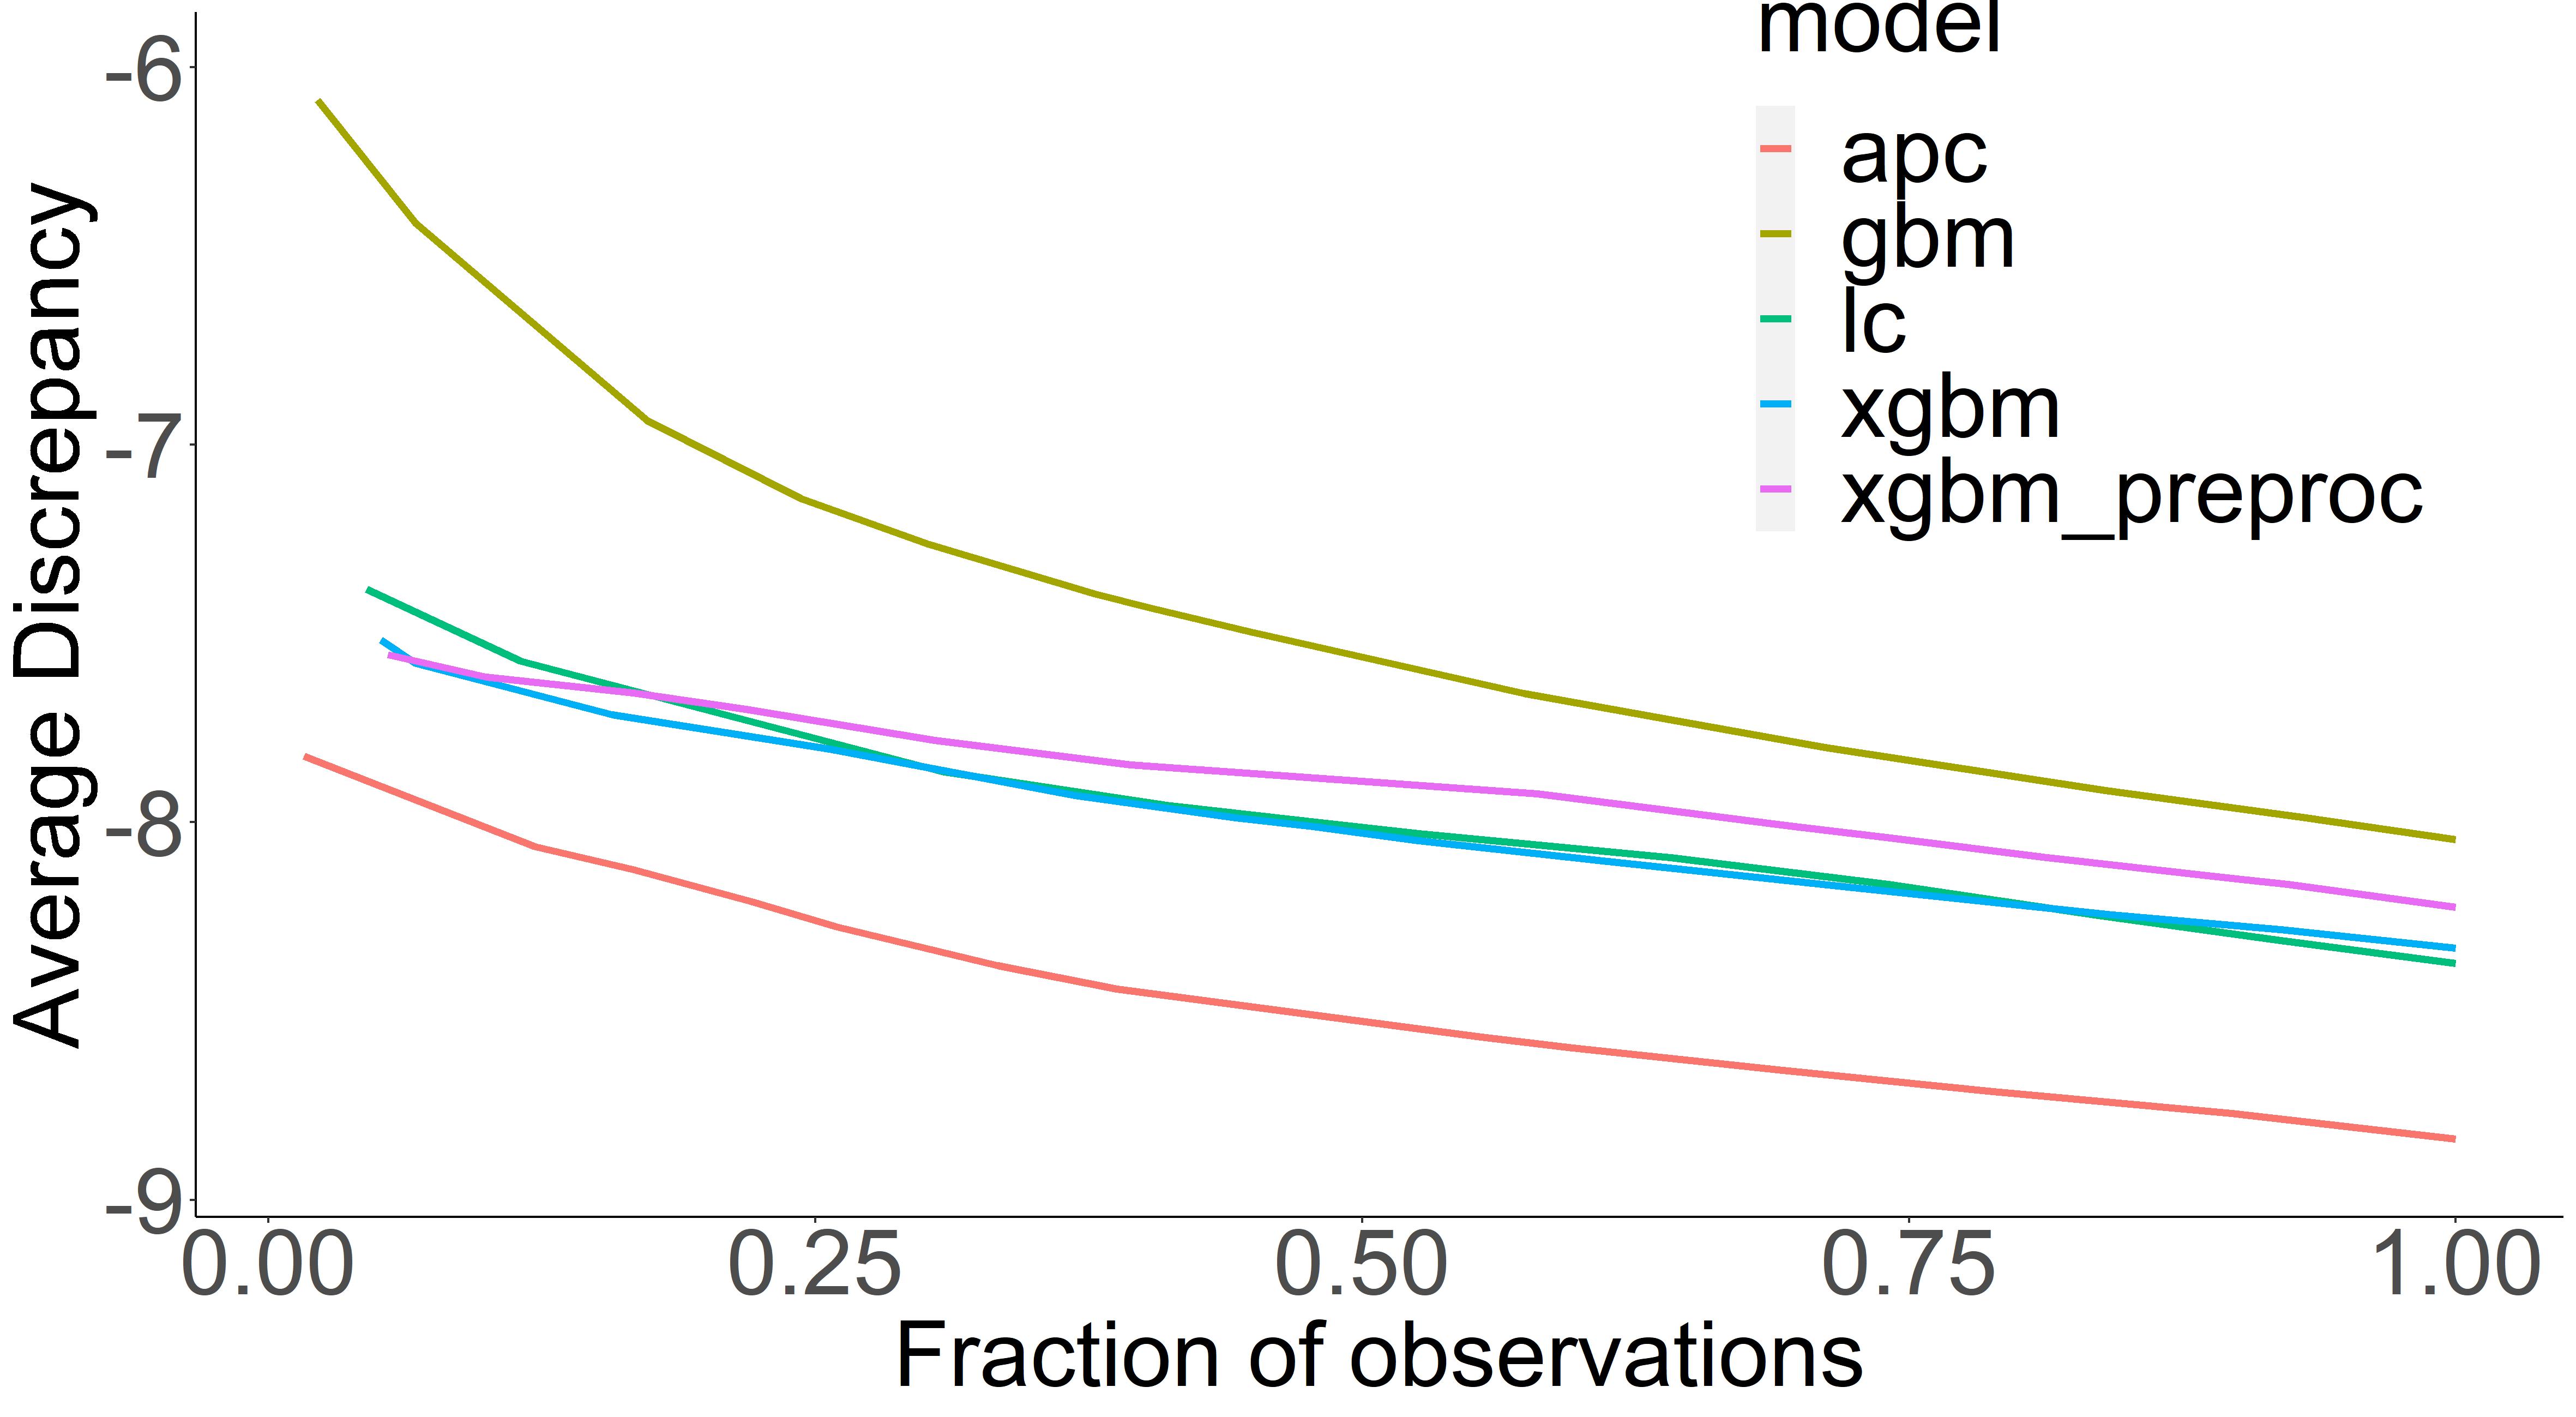 model
apc
gbm
lc
xgbm
xgbm_preproc
Average Discrepancy
-6
-7
-8
-9
0.00 0.25 0.50 0.75 1.00
Fraction of observations